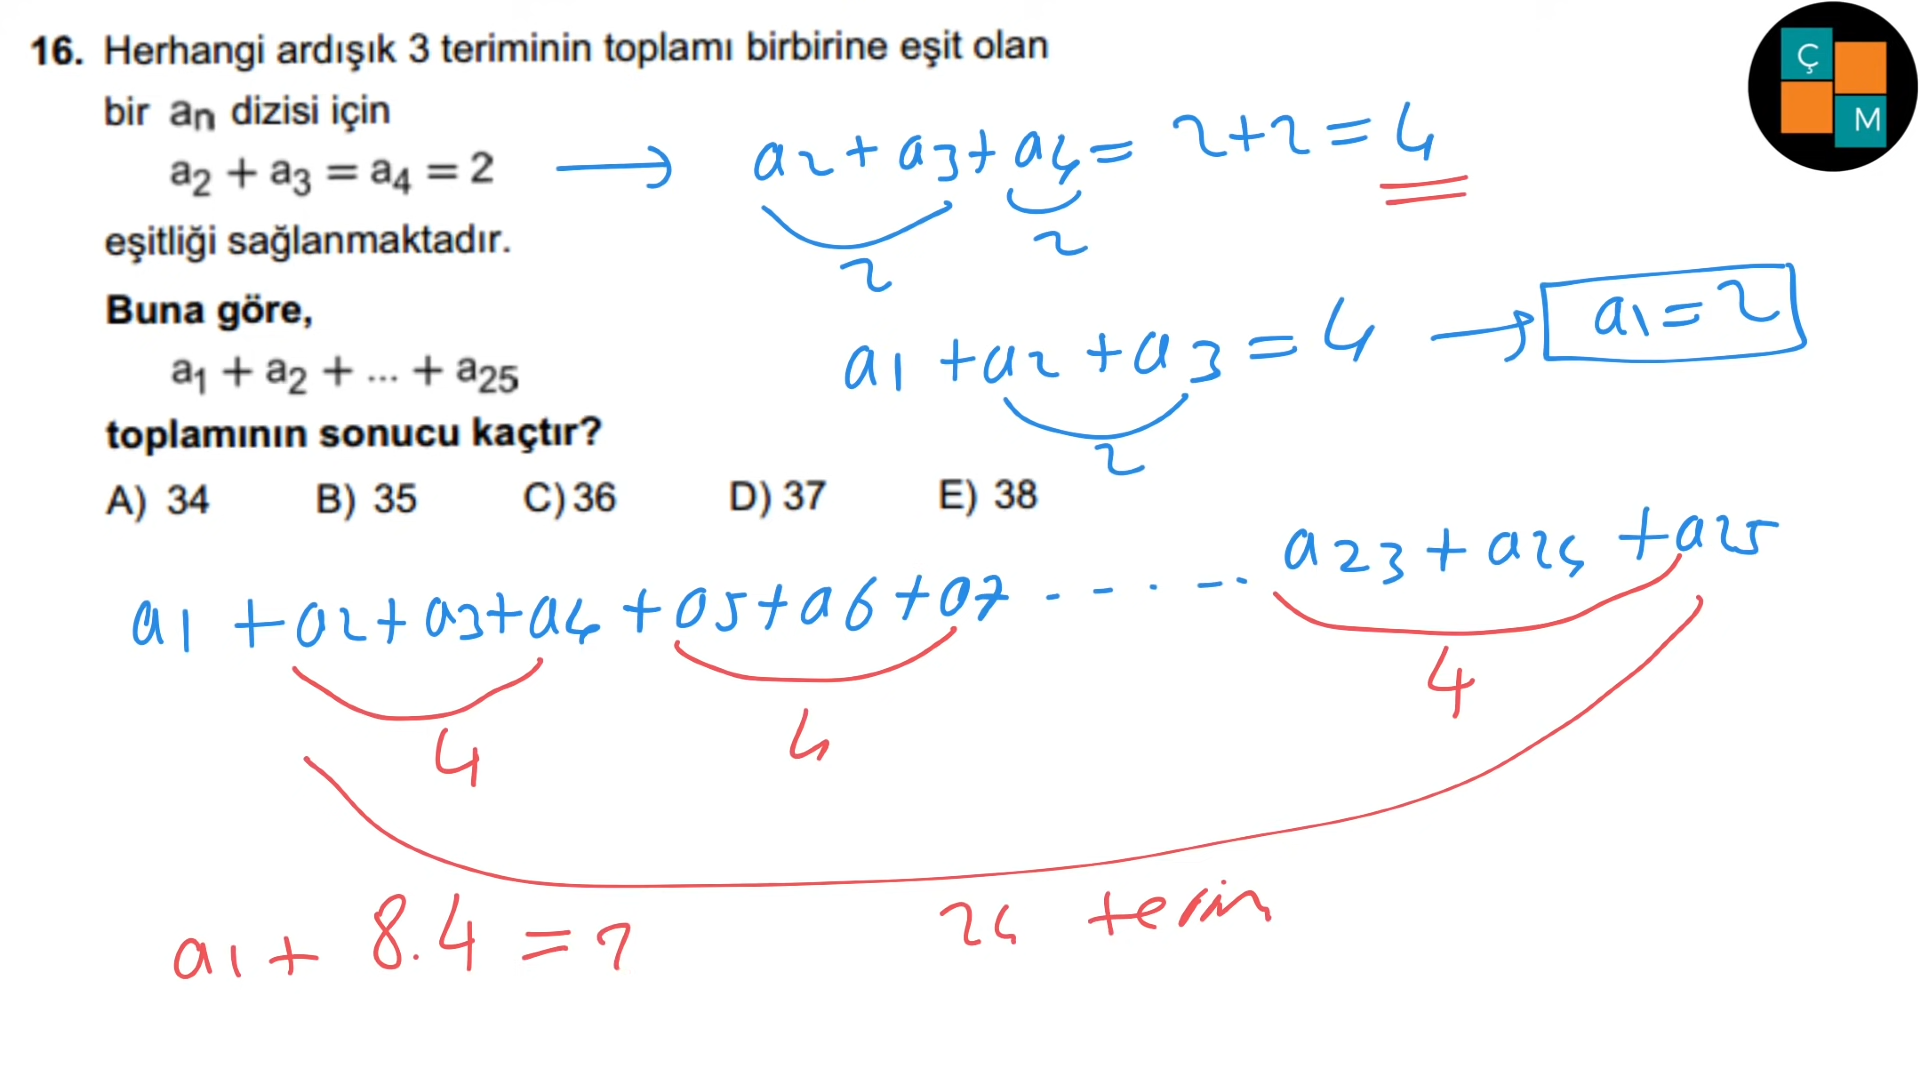 16. Herhangi ardışık 3 teriminin toplamı birbirine eşit olan
bir an dizisi için
a2 + a3 = a4 = 2
eşitliği sağlanmaktadır.
Buna göre,
a1 + a2 + ... + a25
toplamının sonucu kaçtır?
A) 34 B) 35 C) 36 D) 37 E) 38
Ç
M
a2 + a3 + a4 = 2+2 = 4
2
2
a1 + a2 + a3 = 4
a1 = 2
2
a1 + a2 + a3 + a4 + a5 + a6 + a7 ...... a23 + a24 + a25
4
4
4
24 terim
a1 + 8.4 = ?